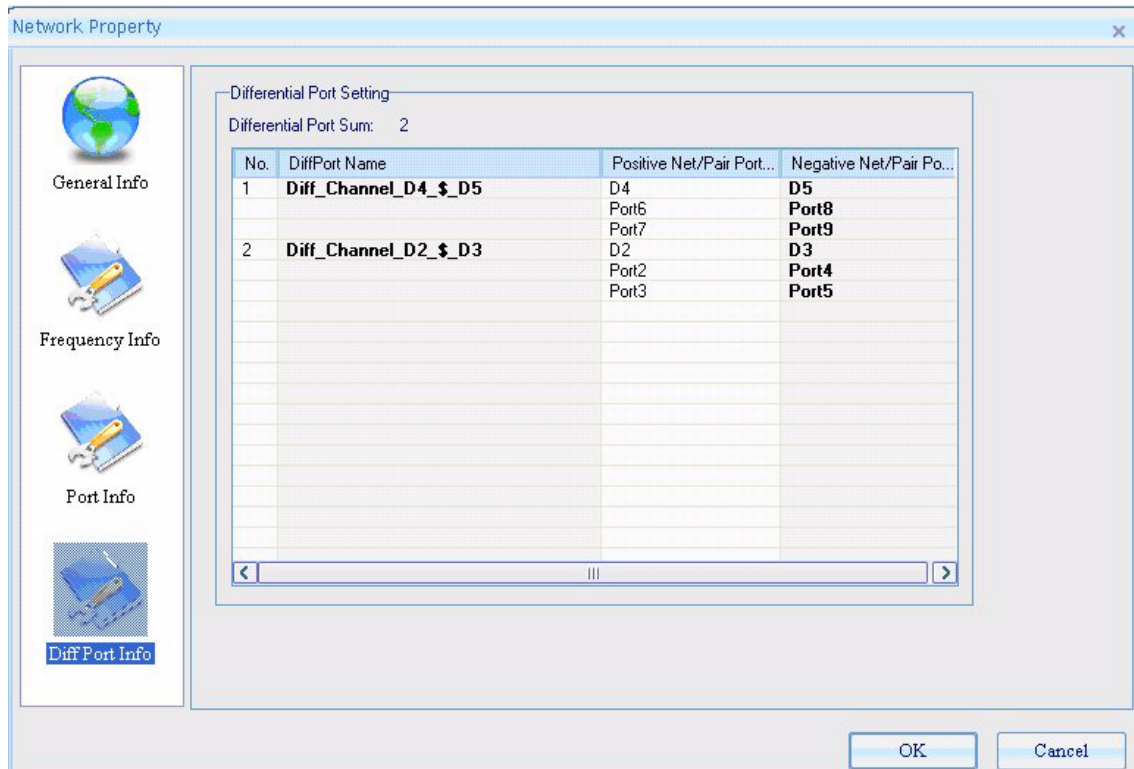 Network Property
General Info
Frequency Info
Port Info
Diff Port Info
Differential Port Setting
Differential Port Sum: 2
No. DiffPort Name Positive Net/Pair Port... Negative Net/Pair Po...
1 Diff_Channel_D4_$_D5 D4 D5
Port6 Port8
Port7 Port9
2 Diff_Channel_D2_$_D3 D2 D3
Port2 Port4
Port3 Port5
OK Cancel